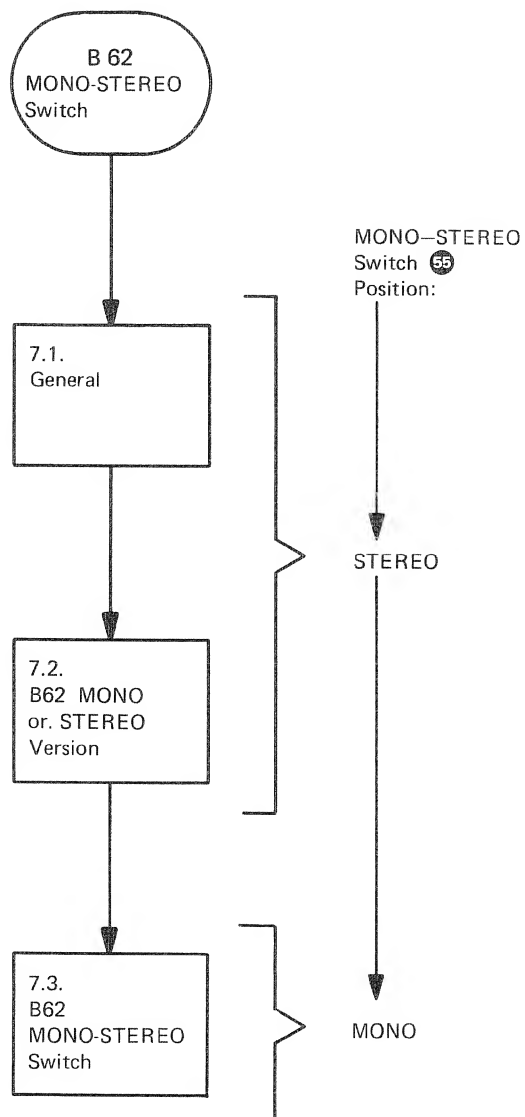 B 62
MONO-STEREO
Switch
MONO–STEREO
Switch 55
Position:
7.1.
General
STEREO
7.2.
B62 MONO
or. STEREO
Version
7.3.
B62
MONO-STEREO
Switch
MONO